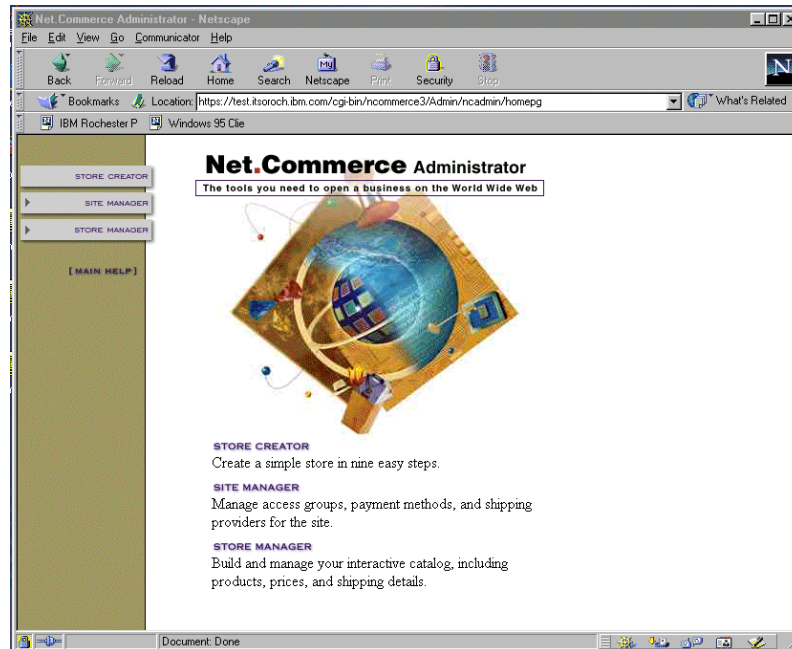 Net.Commerce Administrator - Netscape
File Edit View Go Communicator Help
Back Forward Reload Home Search Netscape Print Security Stop
N
Bookmarks Location: https://test.itsoroch.ibm.com/cgi-bin/ncommerce3/Admin/ncadmin/homepg What's Related
IBM Rochester P Windows 95 Clie
Net.Commerce Administrator
The tools you need to open a business on the World Wide Web
STORE CREATOR
SITE MANAGER
STORE MANAGER
[MAIN HELP]
STORE CREATOR
Create a simple store in nine easy steps.
SITE MANAGER
Manage access groups, payment methods, and shipping
providers for the site.
STORE MANAGER
Build and manage your interactive catalog, including
products, prices, and shipping details.
Document: Done